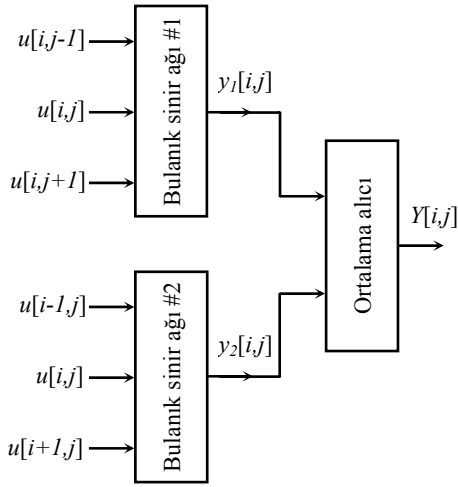 u[i,j-1]
u[i,j]
u[i,j+1]
Bulanık sinir ağı #1
y1[i,j]
Ortalama alıcı
Y[i,j]
u[i-1,j]
u[i,j]
u[i+1,j]
Bulanık sinir ağı #2
y2[i,j]